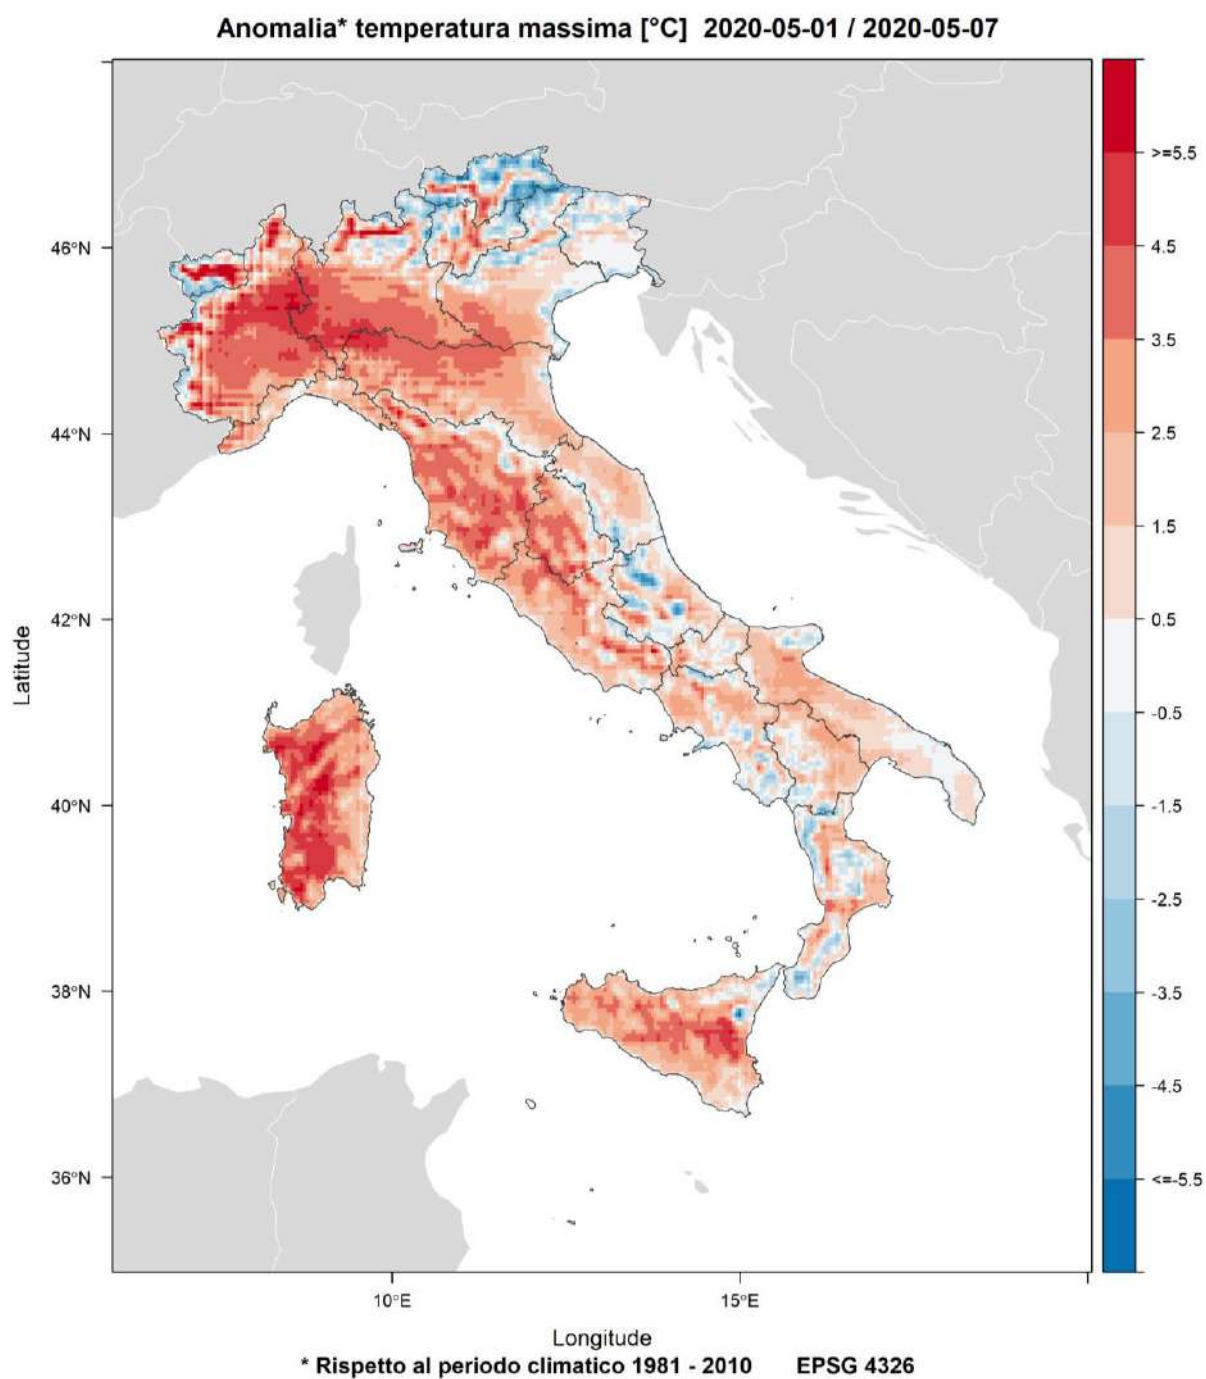 Anomalia* temperatura massima [°C] 2020-05-01 / 2020-05-07
>=5.5
4.5
3.5
2.5
1.5
0.5
-0.5
-1.5
-2.5
-3.5
-4.5
<=-5.5
46°N
44°N
42°N
40°N
38°N
36°N
Latitude
10°E
15°E
Longitude
* Rispetto al periodo climatico 1981 - 2010 EPSG 4326